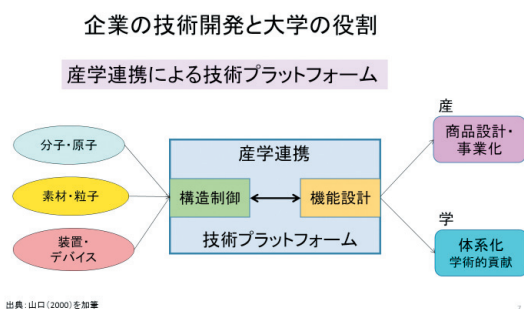 企業の技術開発と大学の役割
産学連携による技術プラットフォーム
分子・原子
素材・粒子
装置・
デバイス
産学連携
構造制御
機能設計
技術プラットフォーム
産
商品設計・
事業化
学
体系化
学術的貢献
出典：山口（2000）を加筆
7